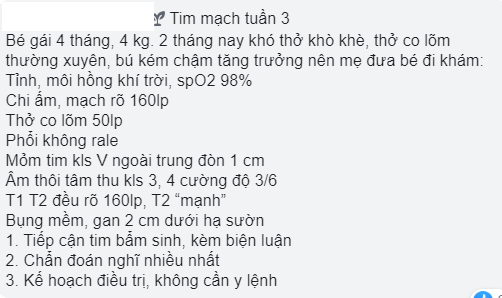 Tim mạch tuần 3
Bé gái 4 tháng, 4 kg. 2 tháng nay khó thở khò khè, thở co lõm
thường xuyên, bú kém chậm tăng trưởng nên mẹ đưa bé đi khám:
Tỉnh, môi hồng khí trời, spO2 98%
Chi ấm, mạch rõ 160lp
Thở co lõm 50lp
Phổi không rale
Mỏm tim kls V ngoài trung đòn 1 cm
Âm thôi tâm thu kls 3, 4 cường độ 3/6
T1 T2 đều rõ 160lp, T2 “mạnh”
Bụng mềm, gan 2 cm dưới hạ sườn
1. Tiếp cận tim bẩm sinh, kèm biện luận
2. Chẩn đoán nghĩ nhiều nhất
3. Kế hoạch điều trị, không cần y lệnh